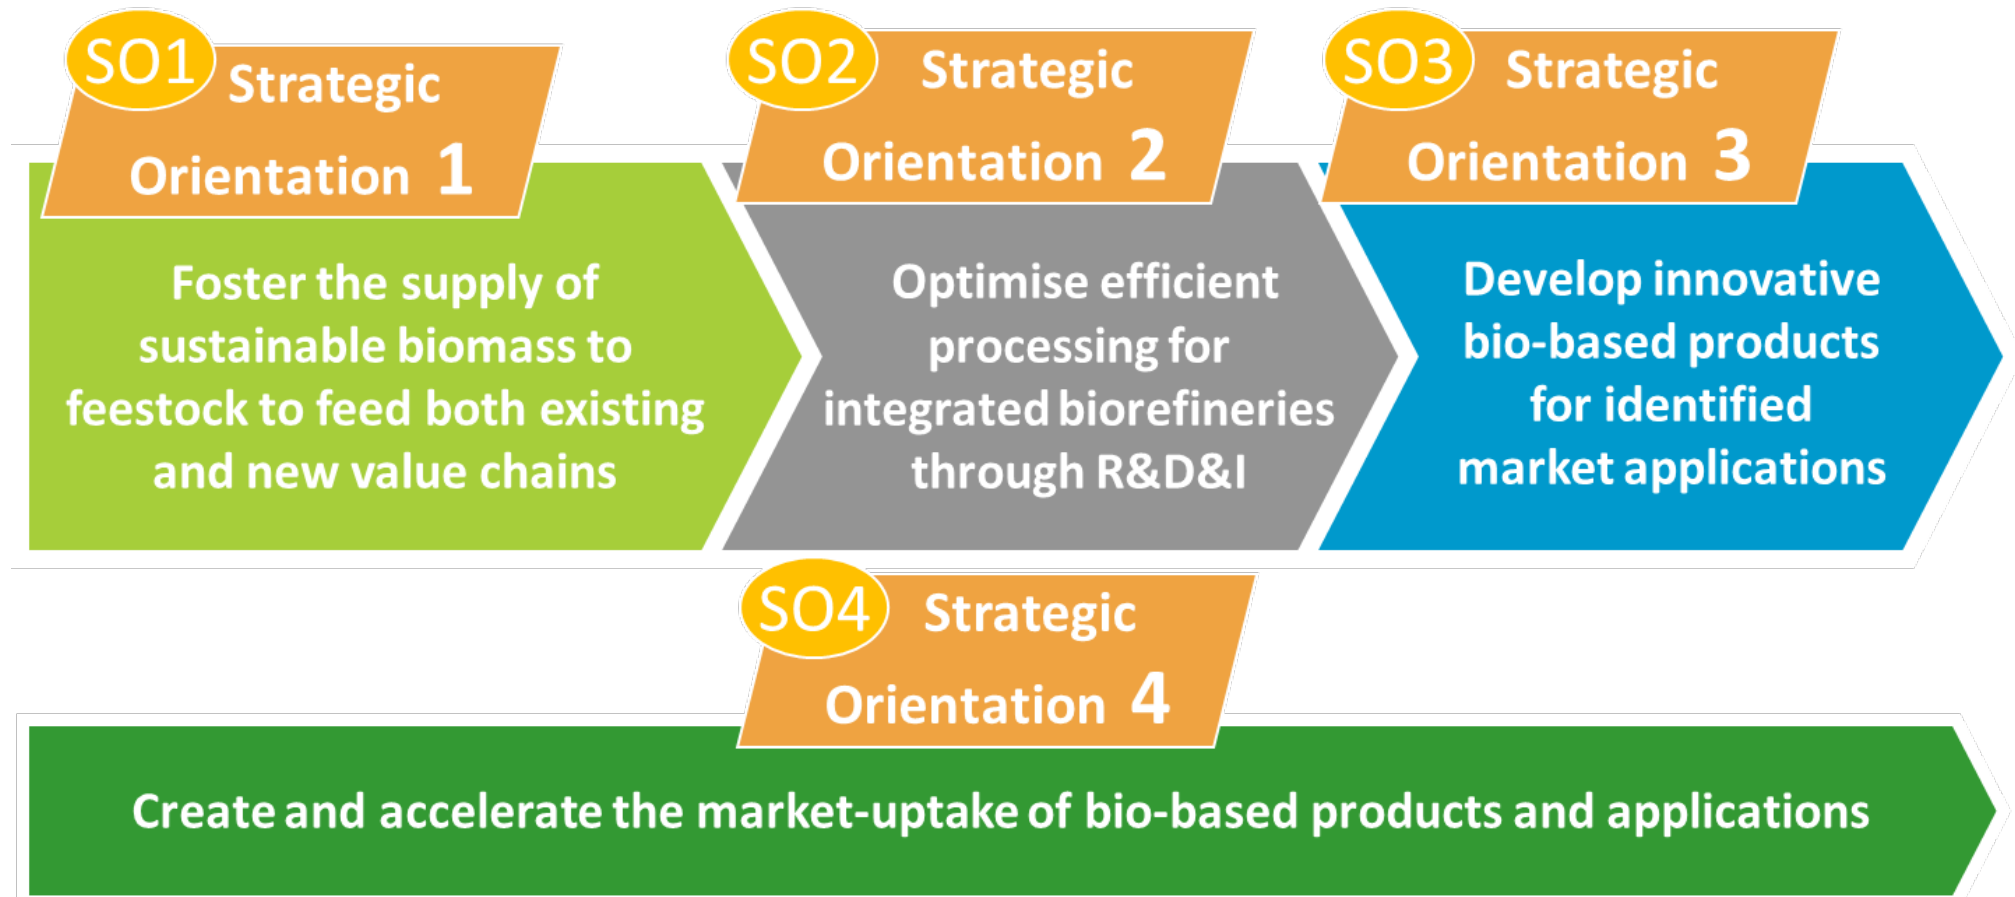 SO1
Strategic
Orientation 1
Foster the supply of
sustainable biomass to
feestock to feed both existing
and new value chains
SO2
Strategic
Orientation 2
Optimise efficient
processing for
integrated biorefineries
through R&D&I
SO3
Strategic
Orientation 3
Develop innovative
bio-based products
for identified
market applications
SO4
Strategic
Orientation 4
Create and accelerate the market-uptake of bio-based products and applications